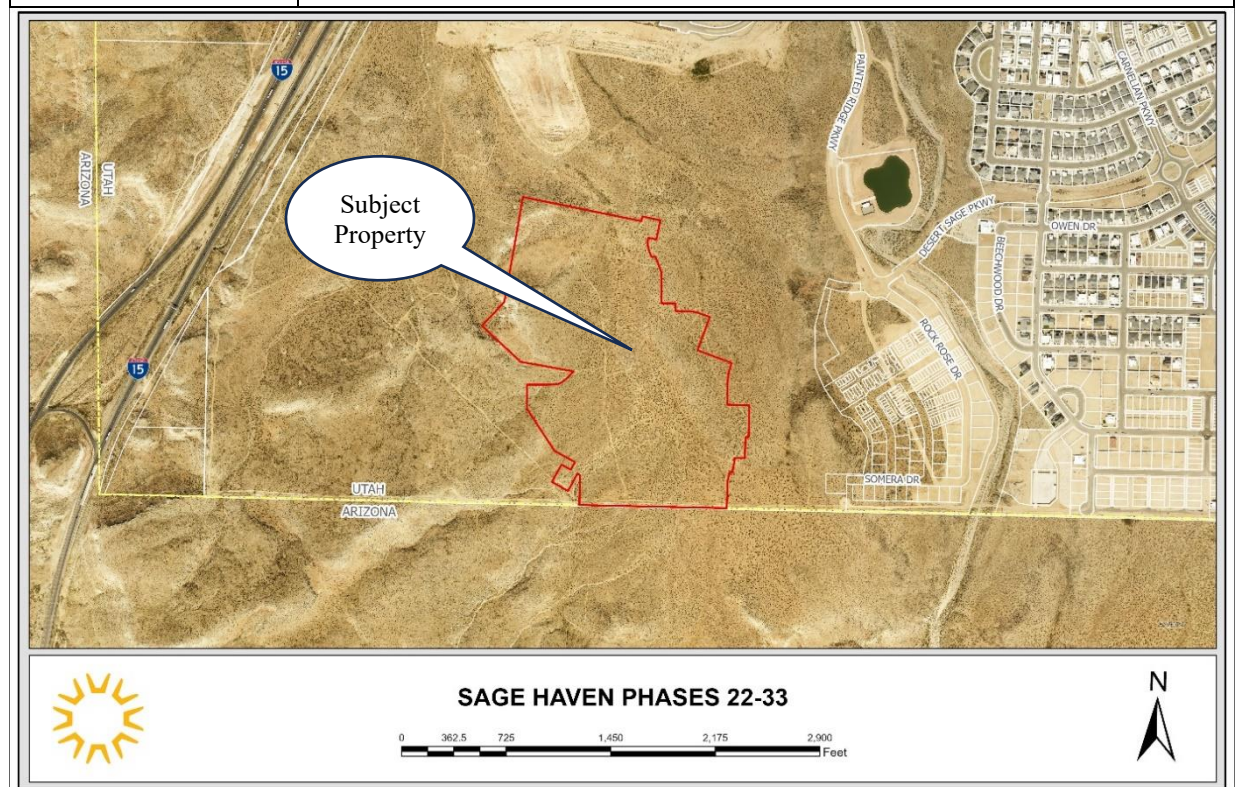 15
PAINTED RIDGE PKWY
CARNELIAN PKWY
UTAH
ARIZONA
Subject
Property
DESERT SAGE PKWY
OWEN DR
BEECHWOOD DR
ROCK ROSE DR
15
SOMERA DR
UTAH
ARIZONA
SAGE HAVEN PHASES 22-33
N
0 362.5 725 1,450 2,175 2,900
Feet